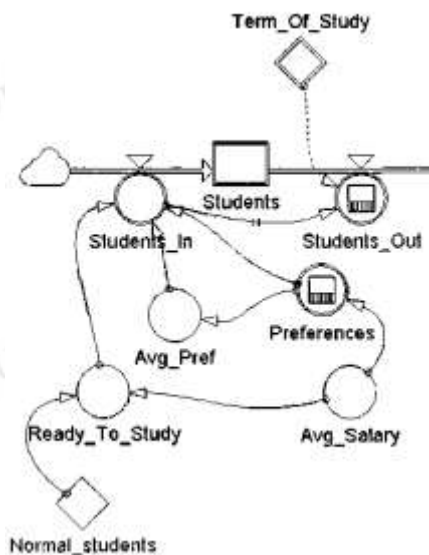 Term_Of_Study
Students
Students_In
Students_Out
Avg_Pref
Preferences
Ready_To_Study
Avg_Salary
Normal_students